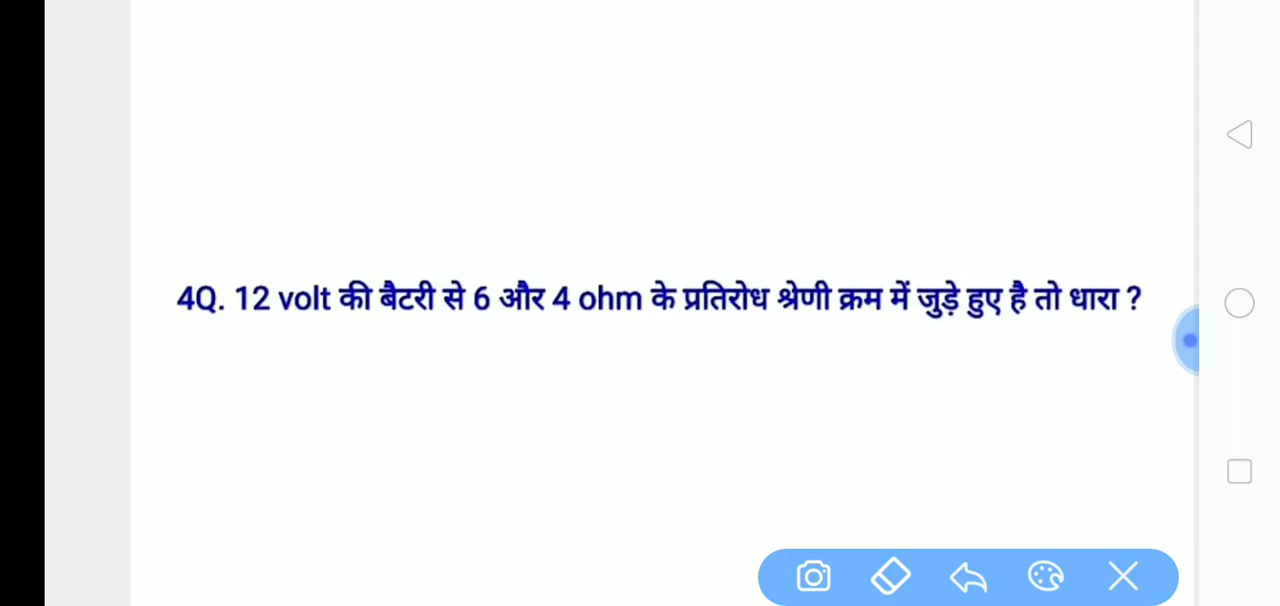 4Q. 12 volt की बैटरी से 6 और 4 ohm के प्रतिरोध श्रेणी क्रम में जुड़े हुए है तो धारा ?